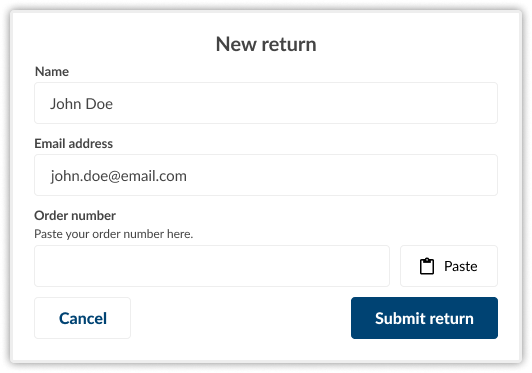 New return
Name
John Doe
Email address
john.doe@email.com
Order number
Paste your order number here.
Paste
Cancel
Submit return